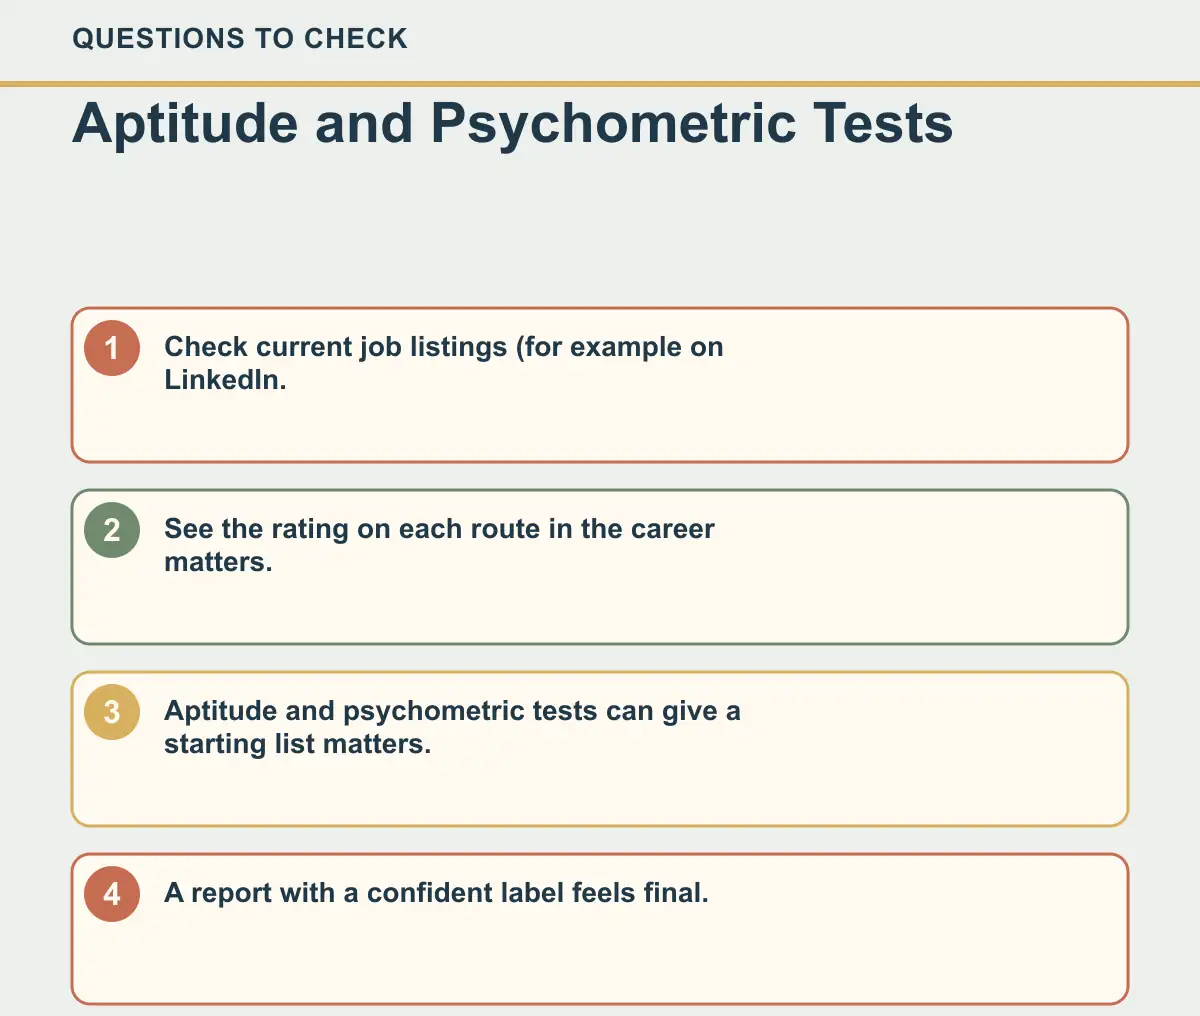 QUESTIONS TO CHECK
Aptitude and Psychometric Tests
1
Check current job listings (for example on
LinkedIn.
2
See the rating on each route in the career
matters.
3
Aptitude and psychometric tests can give a
starting list matters.
4
A report with a confident label feels final.